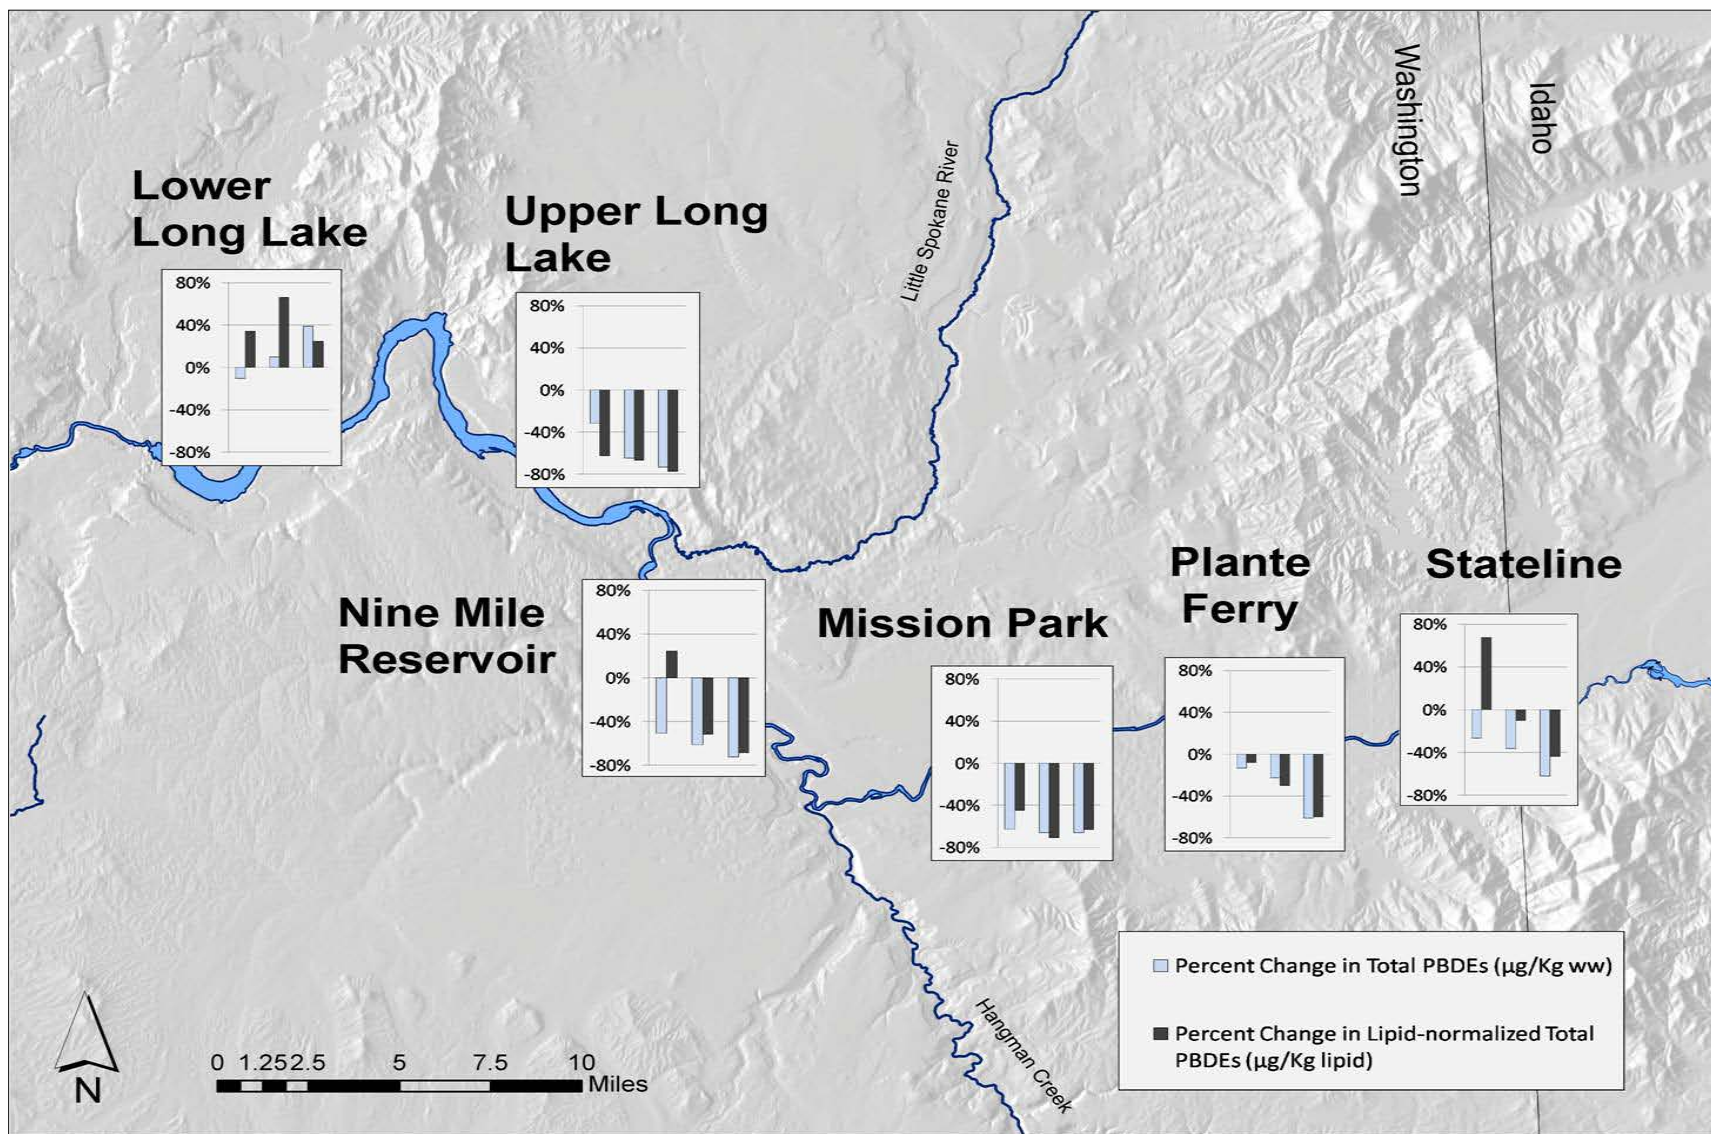 Washington
Idaho
Little Spokane River
Lower
Long Lake
80%
40%
0%
-40%
-80%
Upper Long
Lake
80%
40%
0%
-40%
-80%
Nine Mile
Reservoir
80%
40%
0%
-40%
-80%
Mission Park
80%
40%
0%
-40%
-80%
Plante
Ferry
80%
40%
0%
-40%
-80%
Stateline
80%
40%
0%
-40%
-80%
Hangman Creek
Percent Change in Total PBDEs (µg/Kg ww)
Percent Change in Lipid-normalized Total
PBDEs (µg/Kg lipid)
N
0 1.25 2.5 5 7.5 10
Miles